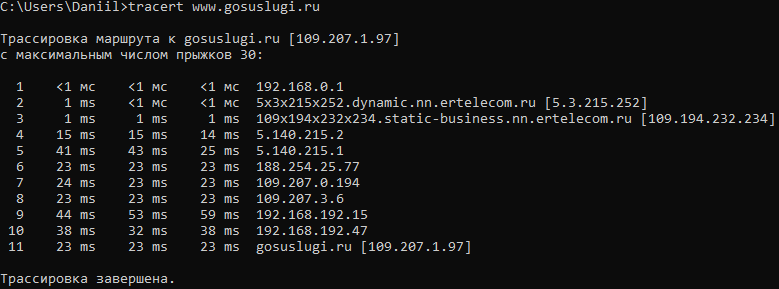 C:\Users\Daniil>tracert www.gosuslugi.ru
Трассировка маршрута к gosuslugi.ru [109.207.1.97]
с максимальным числом прыжков 30:
1 <1 мс <1 мс <1 мс 192.168.0.1
2 1 ms <1 мс <1 мс 5x3x215x252.dynamic.nn.ertelecom.ru [5.3.215.252]
3 1 ms 1 ms 1 ms 109x194x232x234.static-business.nn.ertelecom.ru [109.194.232.234]
4 15 ms 15 ms 14 ms 5.140.215.2
5 41 ms 43 ms 25 ms 5.140.215.1
6 23 ms 23 ms 23 ms 188.254.25.77
7 24 ms 23 ms 23 ms 109.207.0.194
8 23 ms 23 ms 23 ms 109.207.3.6
9 44 ms 53 ms 59 ms 192.168.192.15
10 38 ms 32 ms 38 ms 192.168.192.47
11 23 ms 23 ms 23 ms gosuslugi.ru [109.207.1.97]
Трассировка завершена.